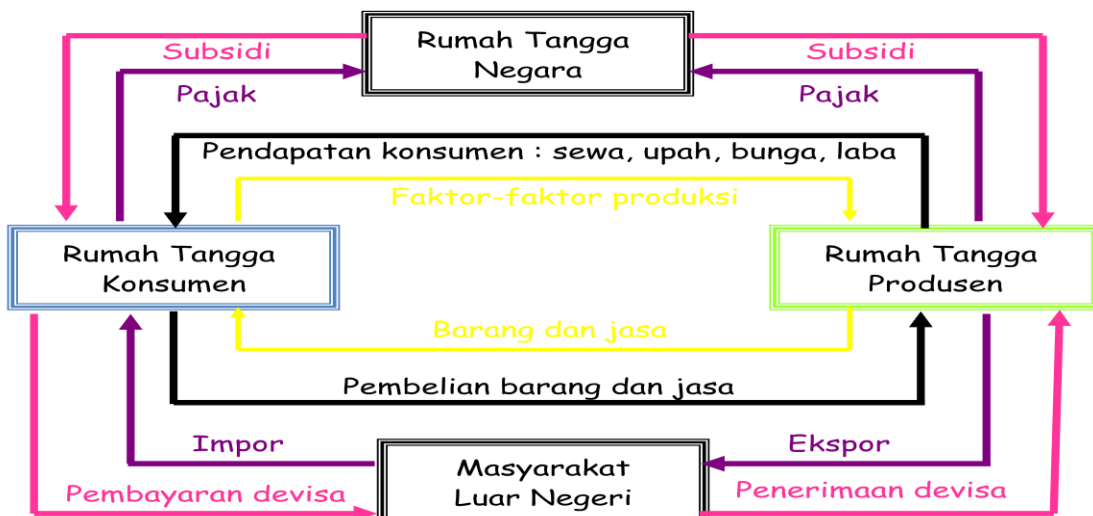 Rumah Tangga
Negara
Subsidi
Subsidi
Pajak
Pajak
Pendapatan konsumen : sewa, upah, bunga, laba
Faktor-faktor produksi
Rumah Tangga
Konsumen
Rumah Tangga
Produsen
Barang dan jasa
Pembelian barang dan jasa
Impor
Ekspor
Masyarakat
Luar Negeri
Pembayaran devisa
Penerimaan devisa